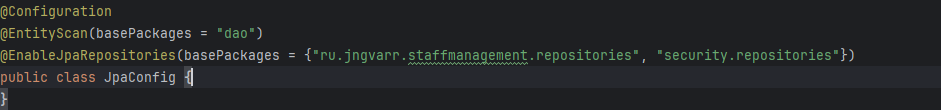 @Configuration
@EntityScan(basePackages = "dao")
@EnableJpaRepositories(basePackages = {"ru.jngvarr.staffmanagement.repositories", "security.repositories"})
public class JpaConfig {
}